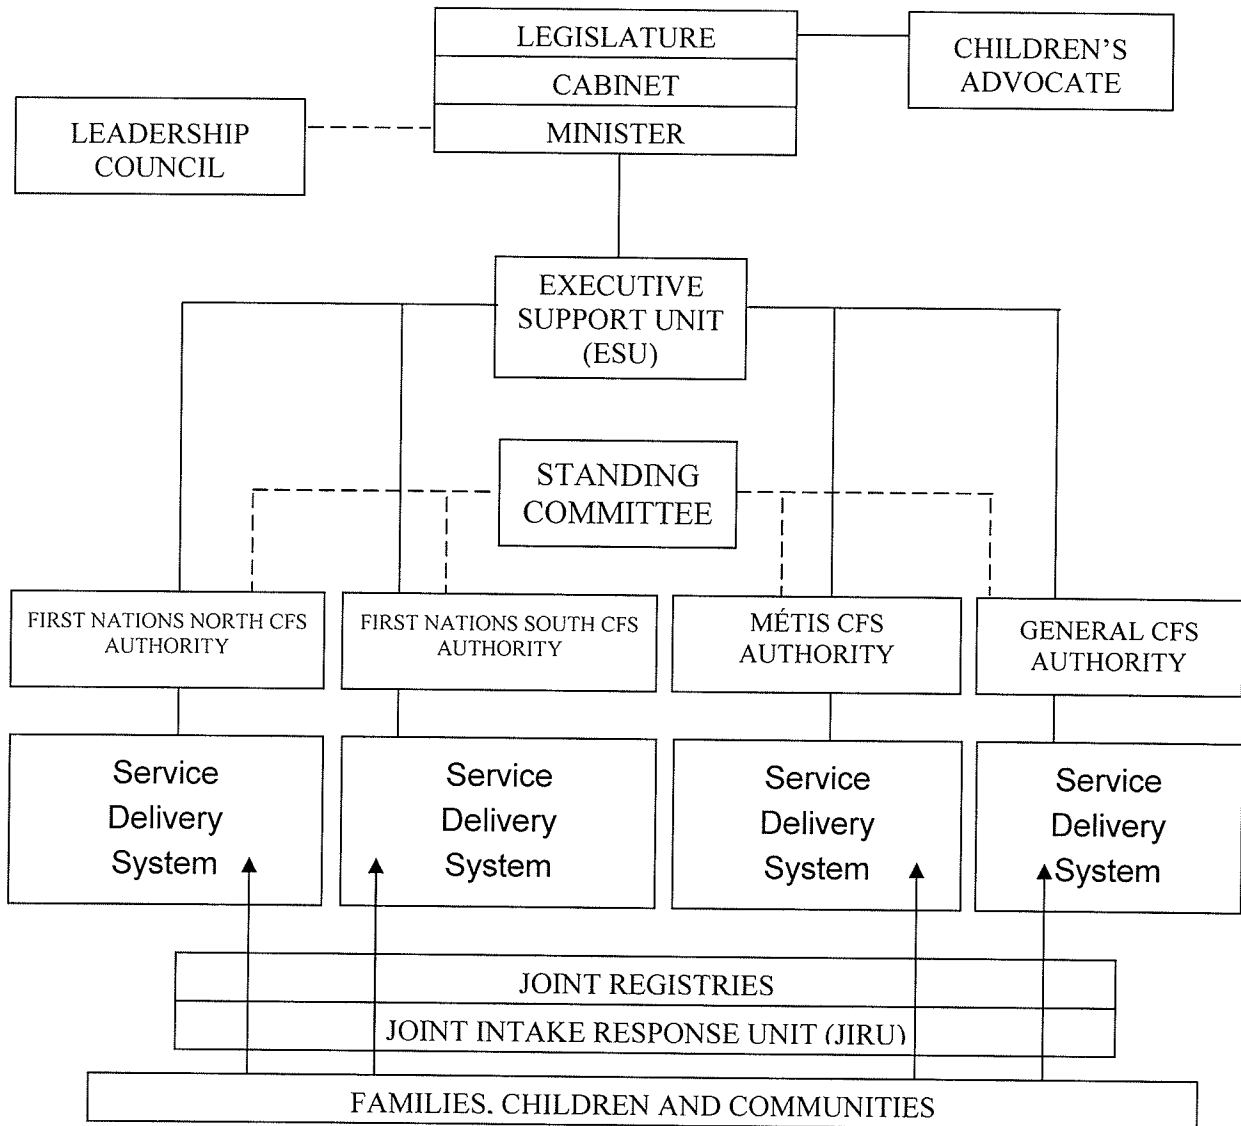 LEGISLATURE
CABINET
MINISTER
CHILDREN'S
ADVOCATE
LEADERSHIP
COUNCIL
EXECUTIVE
SUPPORT UNIT
(ESU)
STANDING
COMMITTEE
FIRST NATIONS NORTH CFS
AUTHORITY
FIRST NATIONS SOUTH CFS
AUTHORITY
MÉTIS CFS
AUTHORITY
GENERAL CFS
AUTHORITY
Service
Delivery
System
Service
Delivery
System
Service
Delivery
System
Service
Delivery
System
JOINT REGISTRIES
JOINT INTAKE RESPONSE UNIT (JIRU)
FAMILIES, CHILDREN AND COMMUNITIES